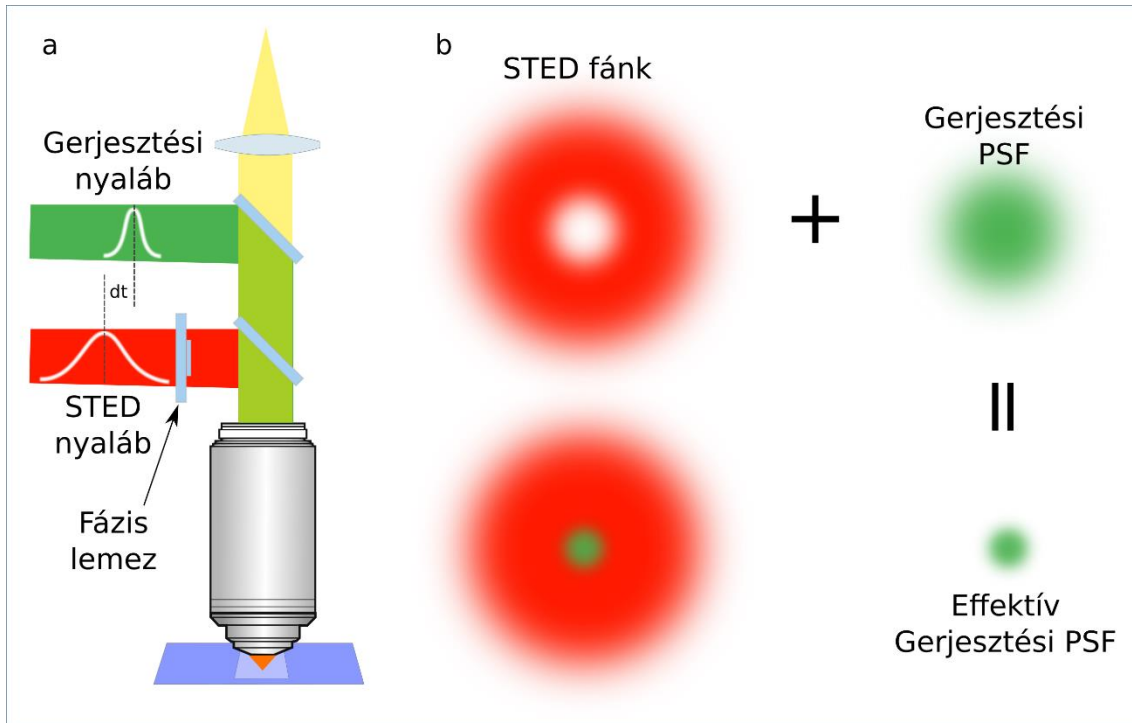 a
Gerjesztési
nyaláb
dt
STED
nyaláb
Fázis
lemez
b
STED fánk
Gerjesztési
PSF
+
=
Effektív
Gerjesztési PSF